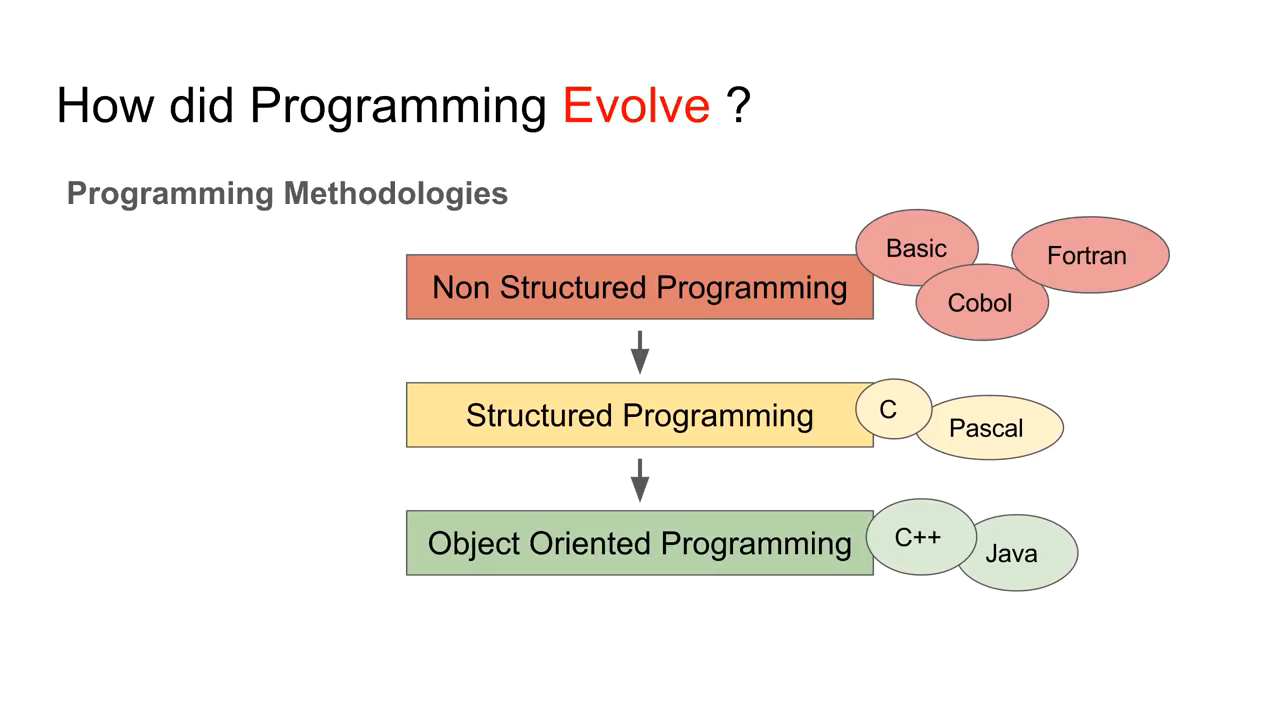 How did Programming Evolve ?
Programming Methodologies
Non Structured Programming
Basic
Cobol
Fortran
Structured Programming
C
Pascal
Object Oriented Programming
C++
Java